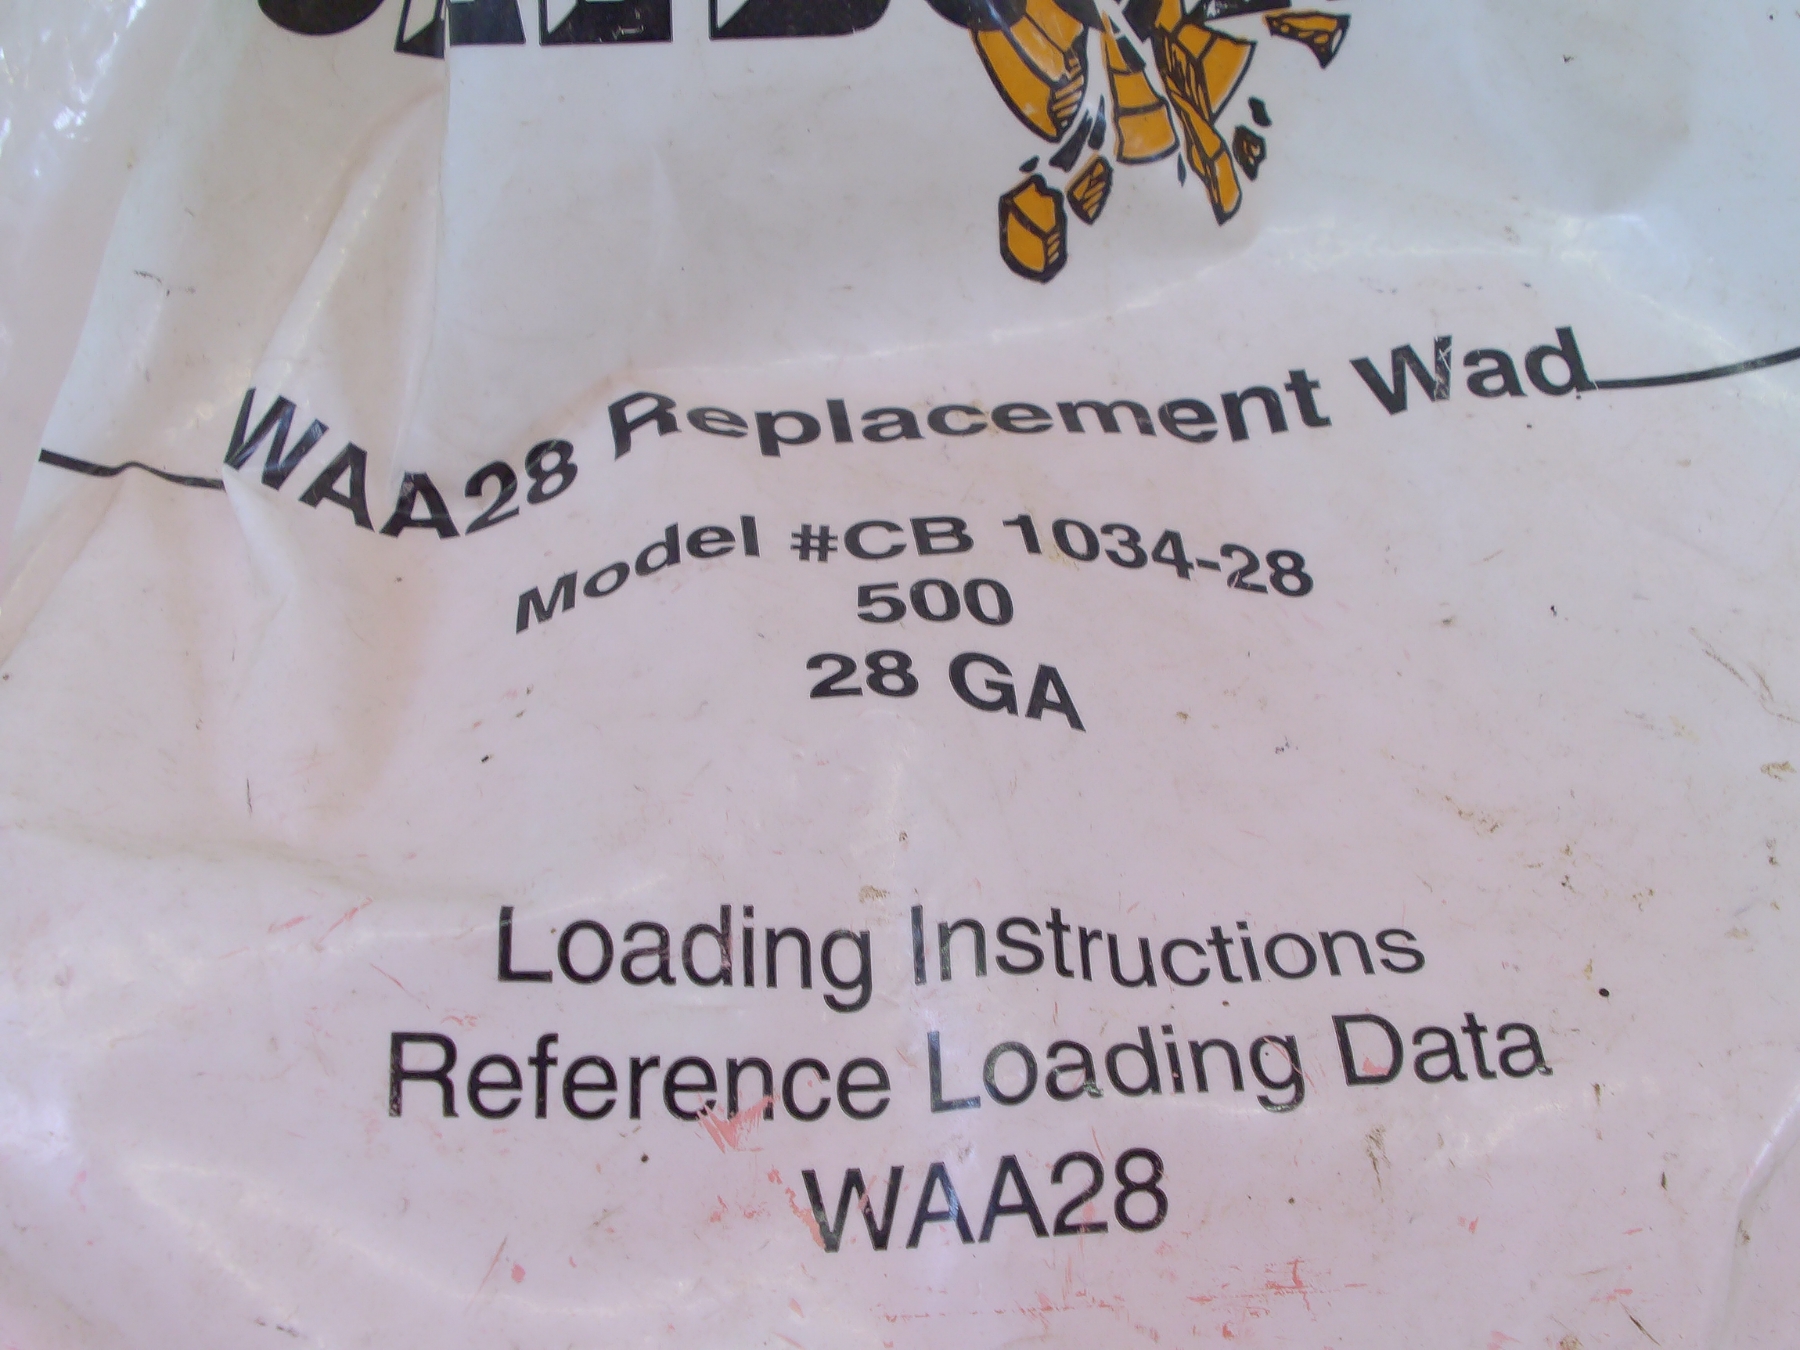 WAA28 Replacement Wad
Model #CB 1034-28
500
28 GA
Loading Instructions
Reference Loading Data
WAA28